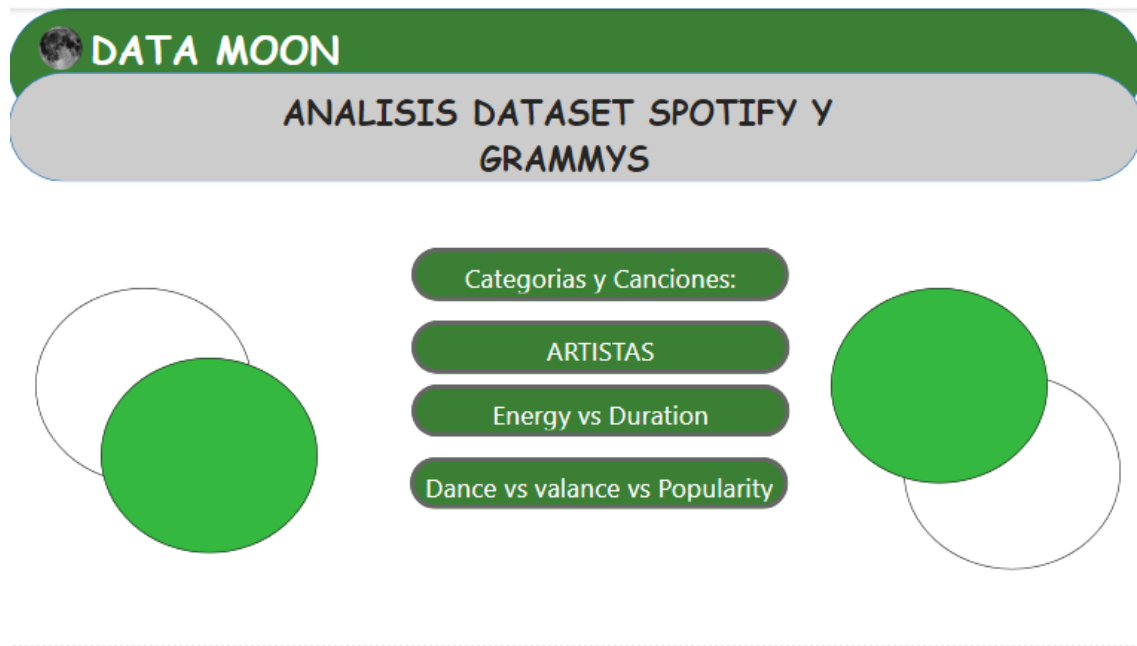 DATA MOON
ANALISIS DATASET SPOTIFY Y
GRAMMYS
Categorias y Canciones:
ARTISTAS
Energy vs Duration
Dance vs valance vs Popularity